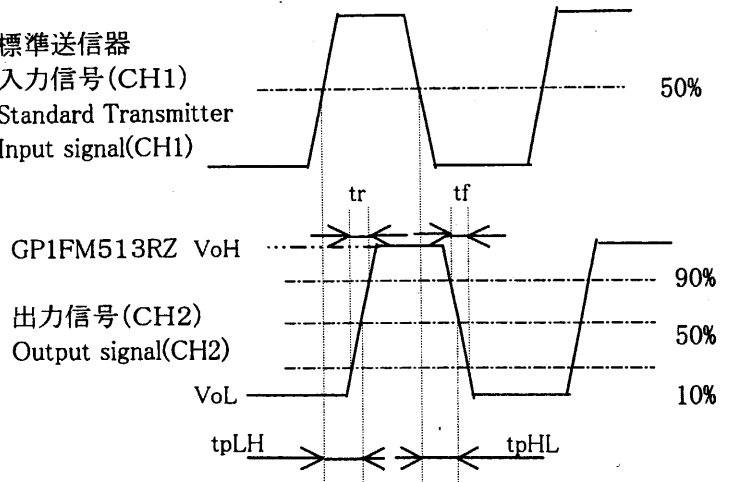 標準送信器
入力信号(CH1)
50%
Standard Transmitter
Input signal(CH1)
tr
tf
GP1FM513RZ VoH
90%
出力信号(CH2)
50%
Output signal(CH2)
VoL
10%
tpLH
tpHL